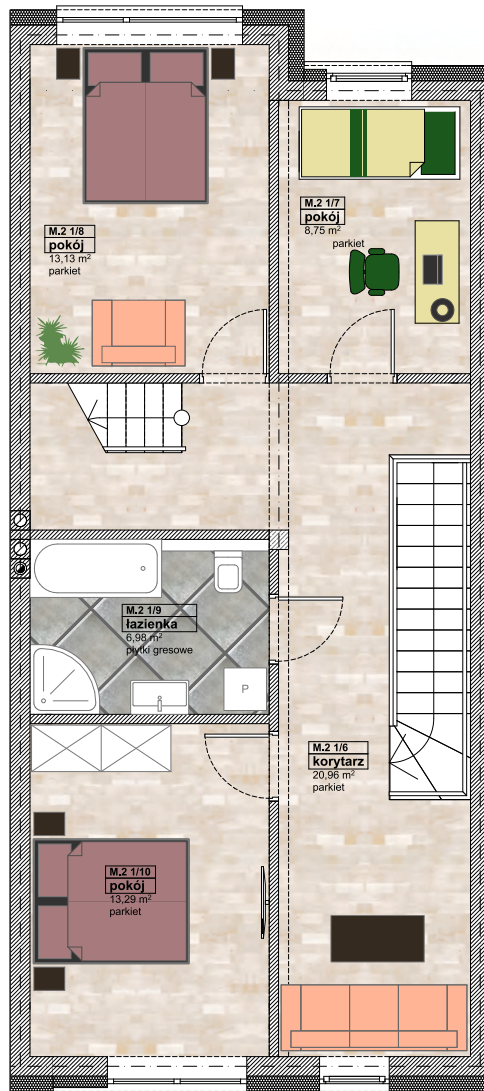 M.2 1/8
pokój
13,13 m²
parkiet
M.2 1/7
pokój
8,75 m²
parkiet
M.2 1/9
łazienka
6,98 m²
płytki gresowe
P
M.2 1/6
korytarz
20,96 m²
parkiet
M.2 1/10
pokój
13,29 m²
parkiet